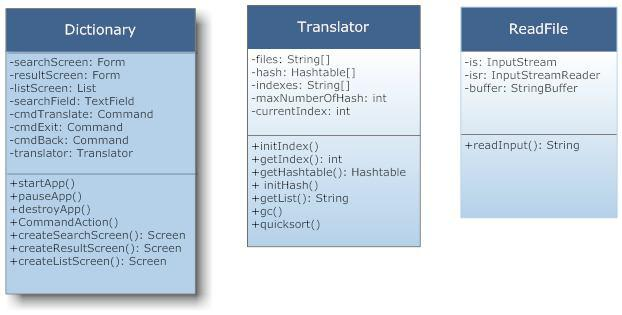 Dictionary
-searchScreen: Form
-resultScreen: Form
-listScreen: List
-searchField: TextField
-cmdTranslate: Command
-cmdExit: Command
-cmdBack: Command
-translator: Translator
+startApp()
+pauseApp()
+destroyApp()
+CommandAction()
+createSearchScreen(): Screen
+createResultScreen(): Screen
+createListScreen(): Screen
Translator
-files: String[]
-hash: Hashtable[]
-indexes: String[]
-maxNumberOfHash: int
-currentIndex: int
+initIndex()
+getIndex(): int
+getHashtable(): Hashtable
+ initHash()
+getList(): String
+gc()
+quicksort()
ReadFile
-is: InputStream
-isr: InputStreamReader
-buffer: StringBuffer
+readInput(): String